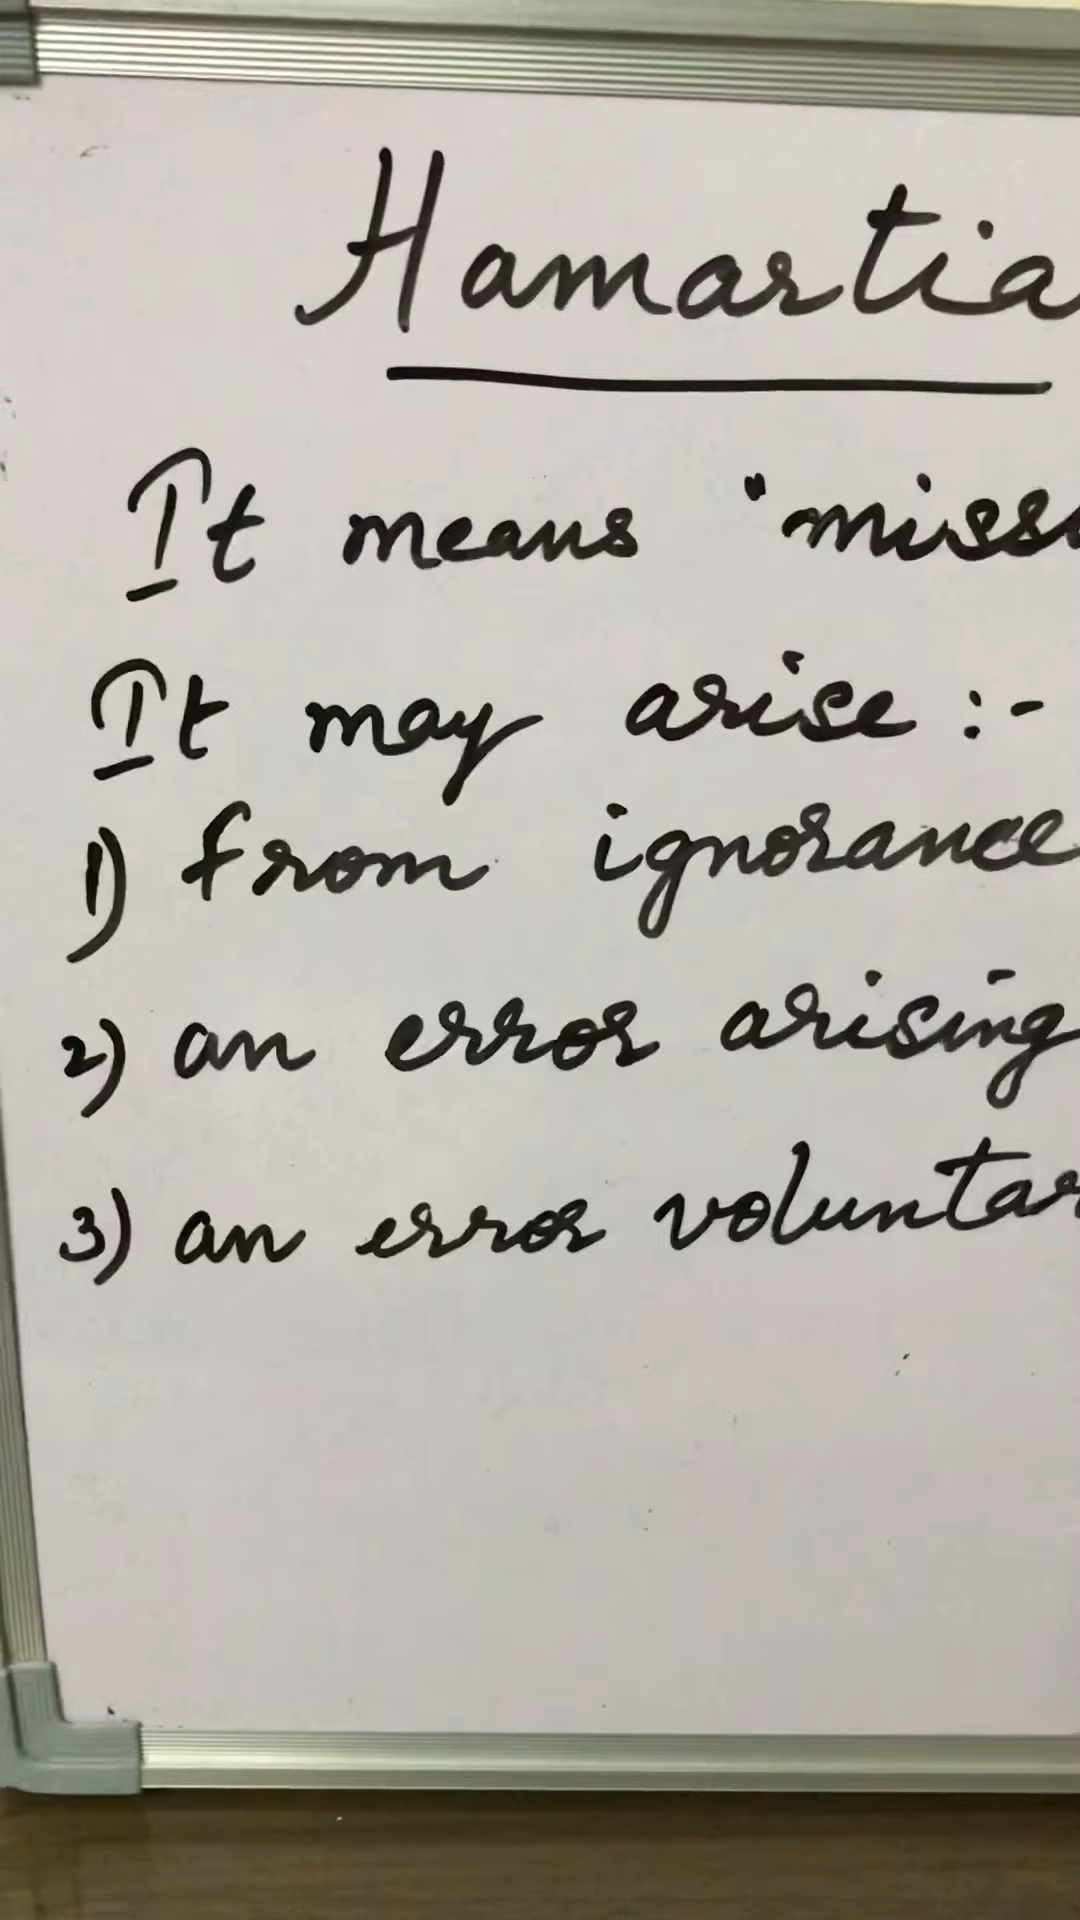 Hamartia
It means "miss
It may arise :-
1) from ignorance
2) an error arising
3) an error voluntar